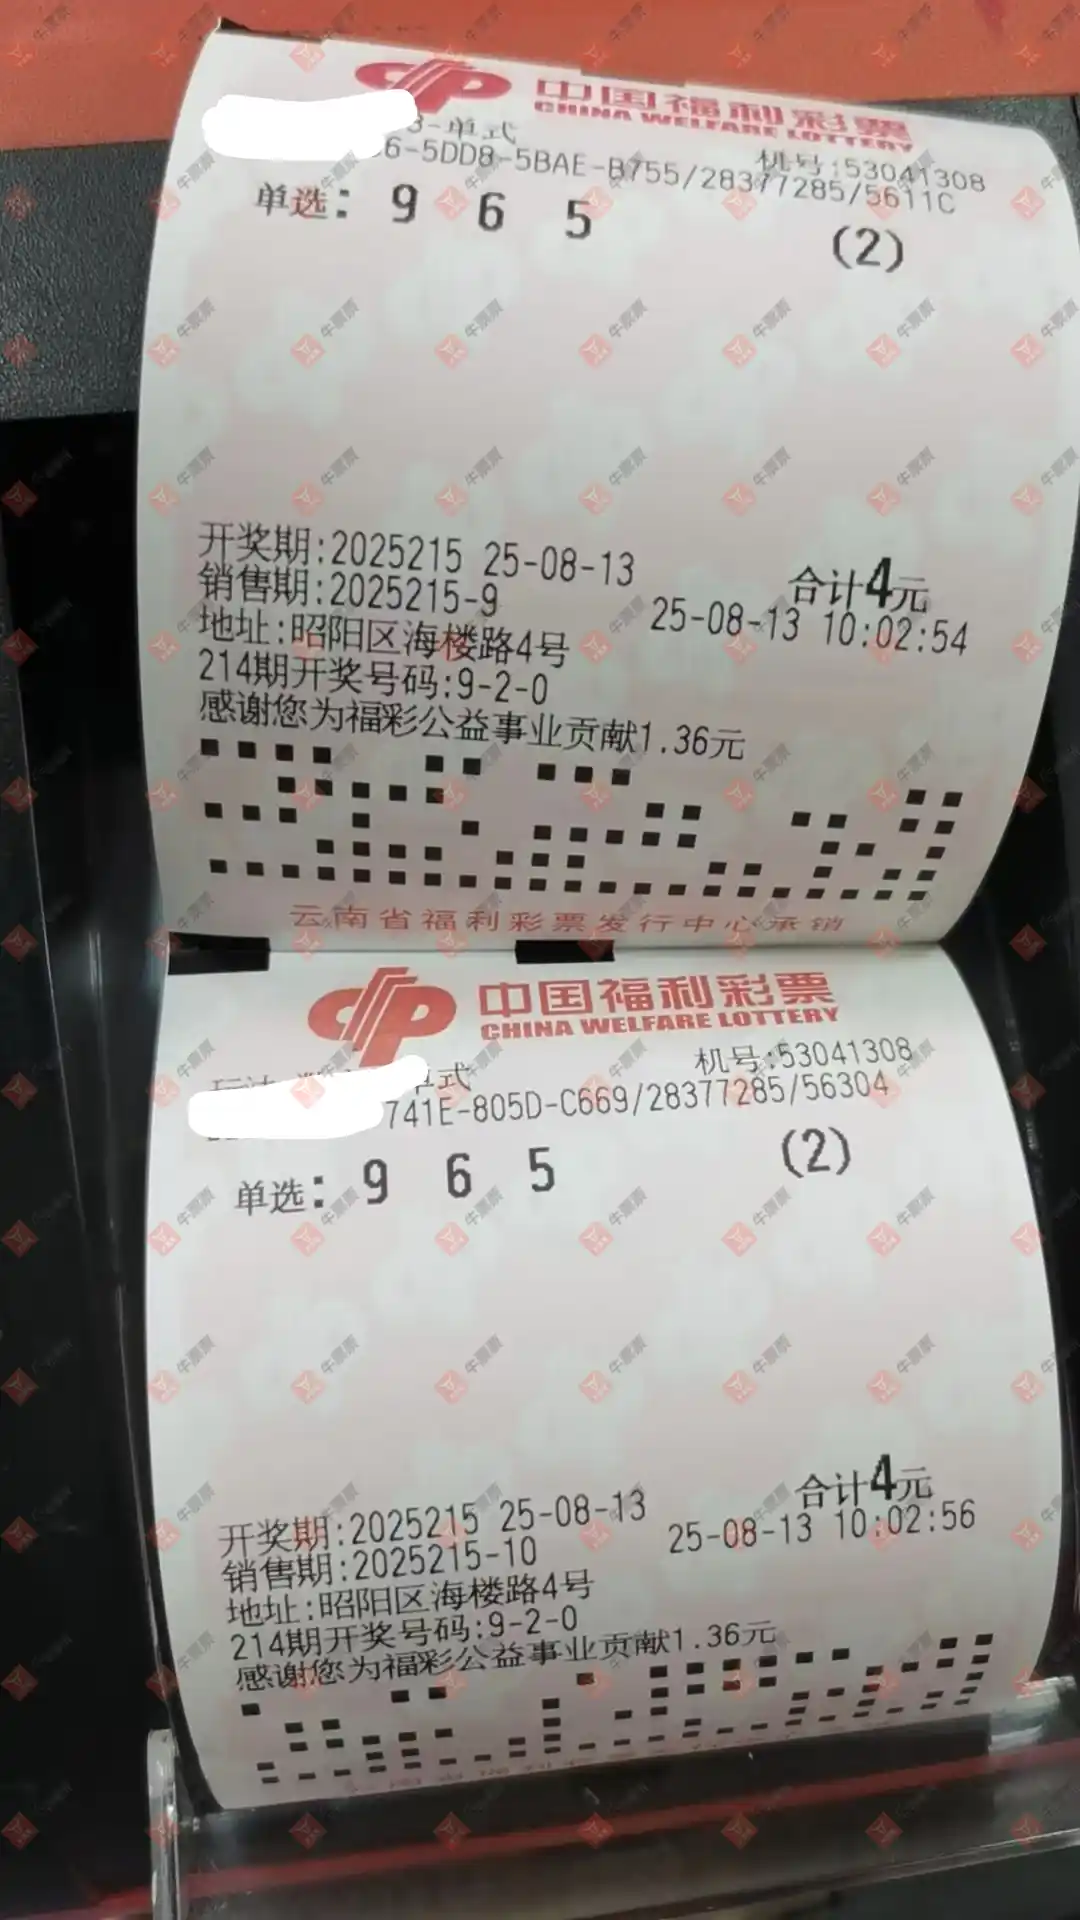 中国福利彩票
CHINA WELFARE LOTTERY
3-单式
机号:53041308
6-5DD8-5BAE-B755/28377285/5611C
单选: 9 6 5 (2)
开奖期:2025215 25-08-13
合计4元
销售期:2025215-9
25-08-13 10:02:54
地址:昭阳区海楼路4号
214期开奖号码:9-2-0
感谢您为福彩公益事业贡献1.36元
云南省福利彩票发行中心承销
中国福利彩票
CHINA WELFARE LOTTERY
单式
机号:53041308
741E-805D-C669/28377285/56304
单选: 9 6 5 (2)
合计4元
开奖期:2025215 25-08-13
25-08-13 10:02:56
销售期:2025215-10
地址:昭阳区海楼路4号
214期开奖号码:9-2-0
感谢您为福彩公益事业贡献1.36元
牛票票